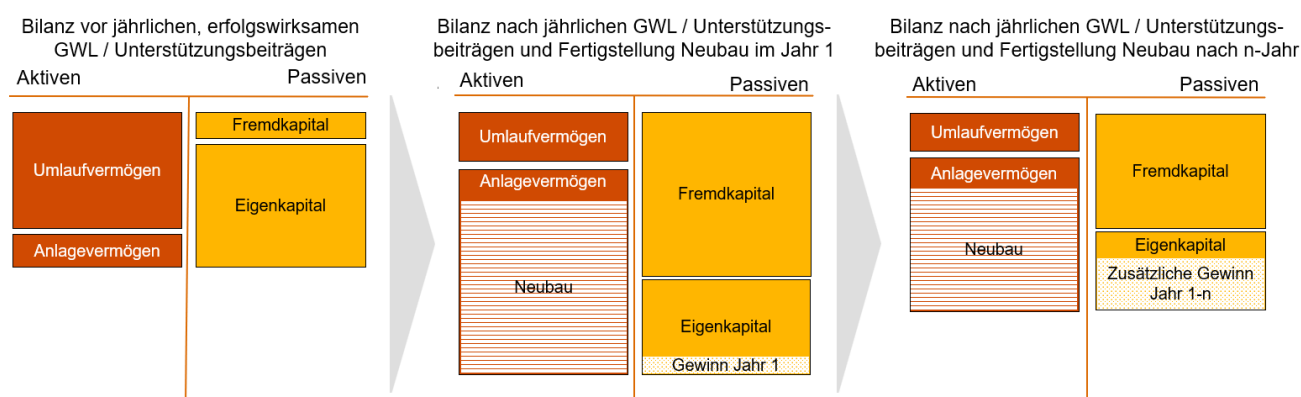 Bilanz vor jährlichen, erfolgswirksamen
GWL / Unterstützungsbeiträgen
Aktiven
Passiven
Umlaufvermögen
Anlagevermögen
Fremdkapital
Eigenkapital
Bilanz nach jährlichen GWL / Unterstützungs-
beiträgen und Fertigstellung Neubau im Jahr 1
Aktiven
Passiven
Umlaufvermögen
Anlagevermögen
Neubau
Fremdkapital
Eigenkapital
Gewinn Jahr 1
Bilanz nach jährlichen GWL / Unterstützungs-
beiträgen und Fertigstellung Neubau nach n-Jahr
Aktiven
Passiven
Umlaufvermögen
Anlagevermögen
Neubau
Fremdkapital
Eigenkapital
Zusätzliche Gewinn
Jahr 1-n